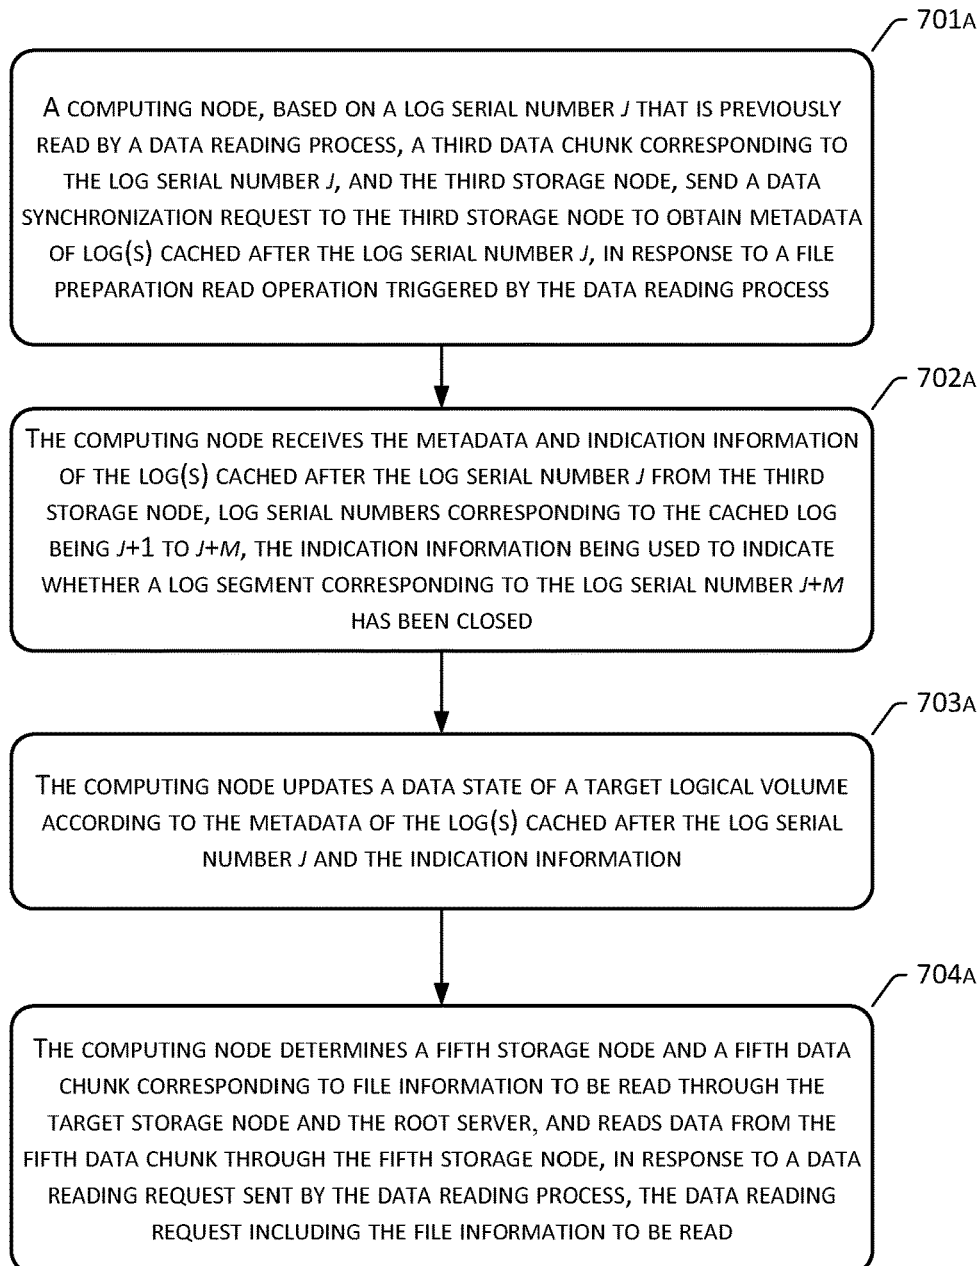 701A
A COMPUTING NODE, BASED ON A LOG SERIAL NUMBER J THAT IS PREVIOUSLY
READ BY A DATA READING PROCESS, A THIRD DATA CHUNK CORRESPONDING TO
THE LOG SERIAL NUMBER J, AND THE THIRD STORAGE NODE, SEND A DATA
SYNCHRONIZATION REQUEST TO THE THIRD STORAGE NODE TO OBTAIN METADATA
OF LOG(S) CACHED AFTER THE LOG SERIAL NUMBER J, IN RESPONSE TO A FILE
PREPARATION READ OPERATION TRIGGERED BY THE DATA READING PROCESS
702A
THE COMPUTING NODE RECEIVES THE METADATA AND INDICATION INFORMATION
OF THE LOG(S) CACHED AFTER THE LOG SERIAL NUMBER J FROM THE THIRD
STORAGE NODE, LOG SERIAL NUMBERS CORRESPONDING TO THE CACHED LOG
BEING J+1 TO J+M, THE INDICATION INFORMATION BEING USED TO INDICATE
WHETHER A LOG SEGMENT CORRESPONDING TO THE LOG SERIAL NUMBER J+M
HAS BEEN CLOSED
703A
THE COMPUTING NODE UPDATES A DATA STATE OF A TARGET LOGICAL VOLUME
ACCORDING TO THE METADATA OF THE LOG(S) CACHED AFTER THE LOG SERIAL
NUMBER J AND THE INDICATION INFORMATION
704A
THE COMPUTING NODE DETERMINES A FIFTH STORAGE NODE AND A FIFTH DATA
CHUNK CORRESPONDING TO FILE INFORMATION TO BE READ THROUGH THE
TARGET STORAGE NODE AND THE ROOT SERVER, AND READS DATA FROM THE
FIFTH DATA CHUNK THROUGH THE FIFTH STORAGE NODE, IN RESPONSE TO A DATA
READING REQUEST SENT BY THE DATA READING PROCESS, THE DATA READING
REQUEST INCLUDING THE FILE INFORMATION TO BE READ